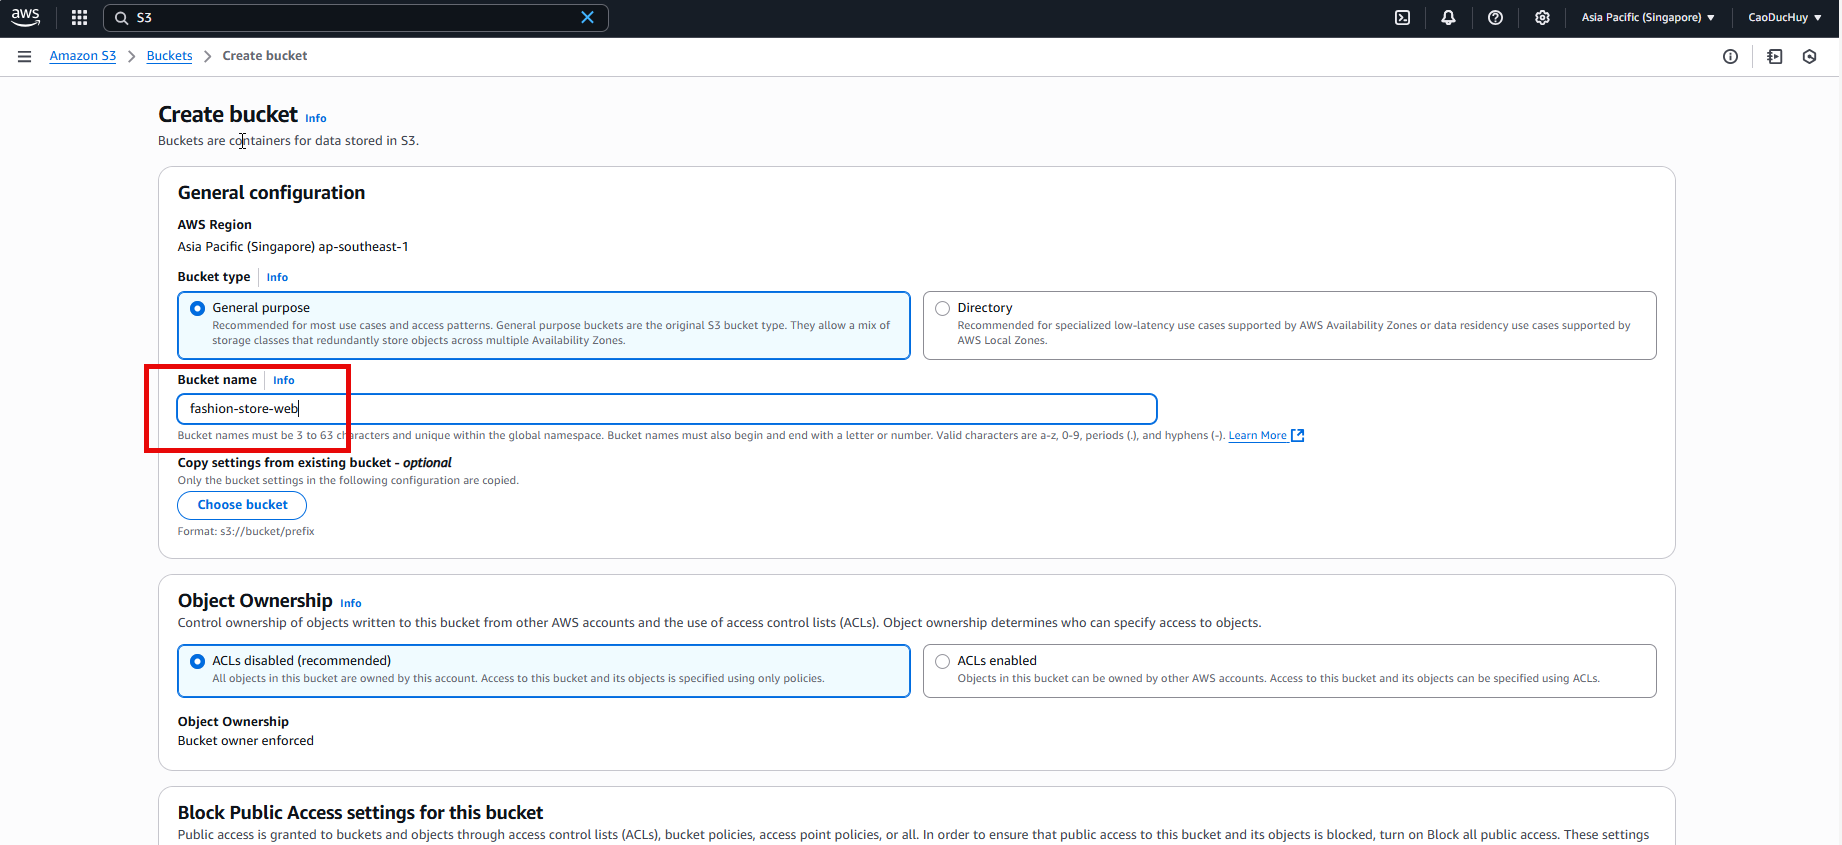 aws
S3
Asia Pacific (Singapore)
CaoDucHuy
Amazon S3 > Buckets > Create bucket
Create bucket Info
Buckets are containers for data stored in S3.
General configuration
AWS Region
Asia Pacific (Singapore) ap-southeast-1
Bucket type Info
General purpose
Recommended for most use cases and access patterns. General purpose buckets are the original S3 bucket type. They allow a mix of
storage classes that redundantly store objects across multiple Availability Zones.
Directory
Recommended for specialized low-latency use cases supported by AWS Availability Zones or data residency use cases supported by
AWS Local Zones.
Bucket name Info
fashion-store-web
Bucket names must be 3 to 63 characters and unique within the global namespace. Bucket names must also begin and end with a letter or number. Valid characters are a-z, 0-9, periods (.), and hyphens (-). Learn More
Copy settings from existing bucket - optional
Only the bucket settings in the following configuration are copied.
Choose bucket
Format: s3://bucket/prefix
Object Ownership Info
Control ownership of objects written to this bucket from other AWS accounts and the use of access control lists (ACLs). Object ownership determines who can specify access to objects.
ACLs disabled (recommended)
All objects in this bucket are owned by this account. Access to this bucket and its objects is specified using only policies.
ACLs enabled
Objects in this bucket can be owned by other AWS accounts. Access to this bucket and its objects can be specified using ACLs.
Object Ownership
Bucket owner enforced
Block Public Access settings for this bucket
Public access is granted to buckets and objects through access control lists (ACLs), bucket policies, access point policies, or all. In order to ensure that public access to this bucket and its objects is blocked, turn on Block all public access. These settings